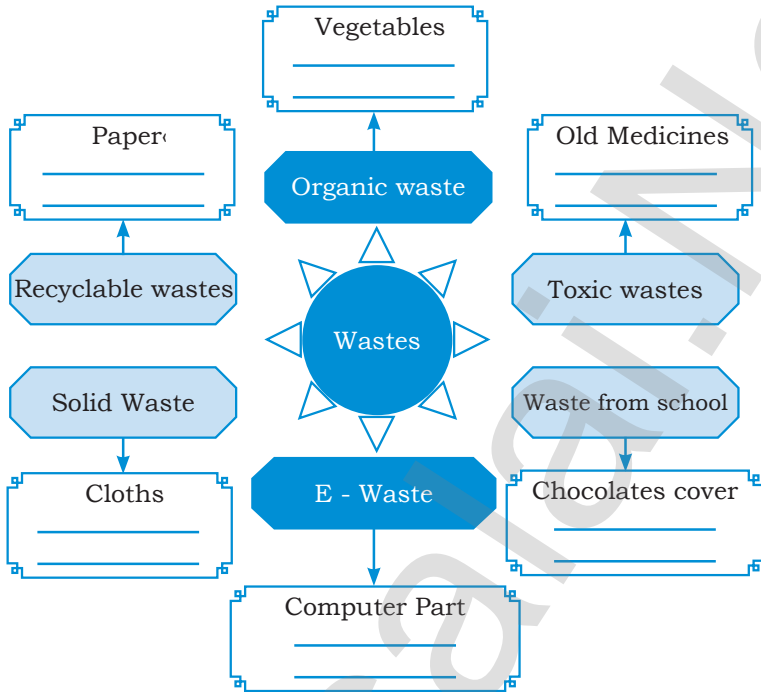 Vegetables
Paper
Old Medicines
Organic waste
Recyclable wastes
Toxic wastes
Wastes
Solid Waste
Waste from school
Cloths
E - Waste
Chocolates cover
Computer Part